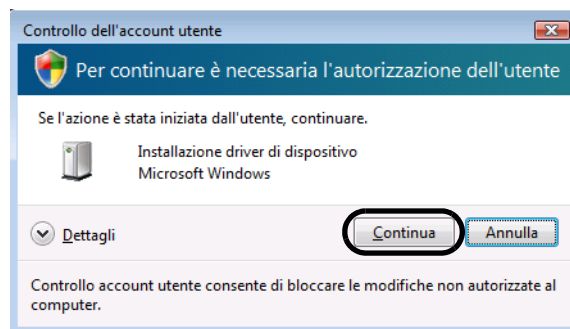 Controllo dell'account utente
Per continuare è necessaria l'autorizzazione dell'utente
Se l'azione è stata iniziata dall'utente, continuare.
Installazione driver di dispositivo
Microsoft Windows
Dettagli
Continua
Annulla
Controllo account utente consente di bloccare le modifiche non autorizzate al
computer.